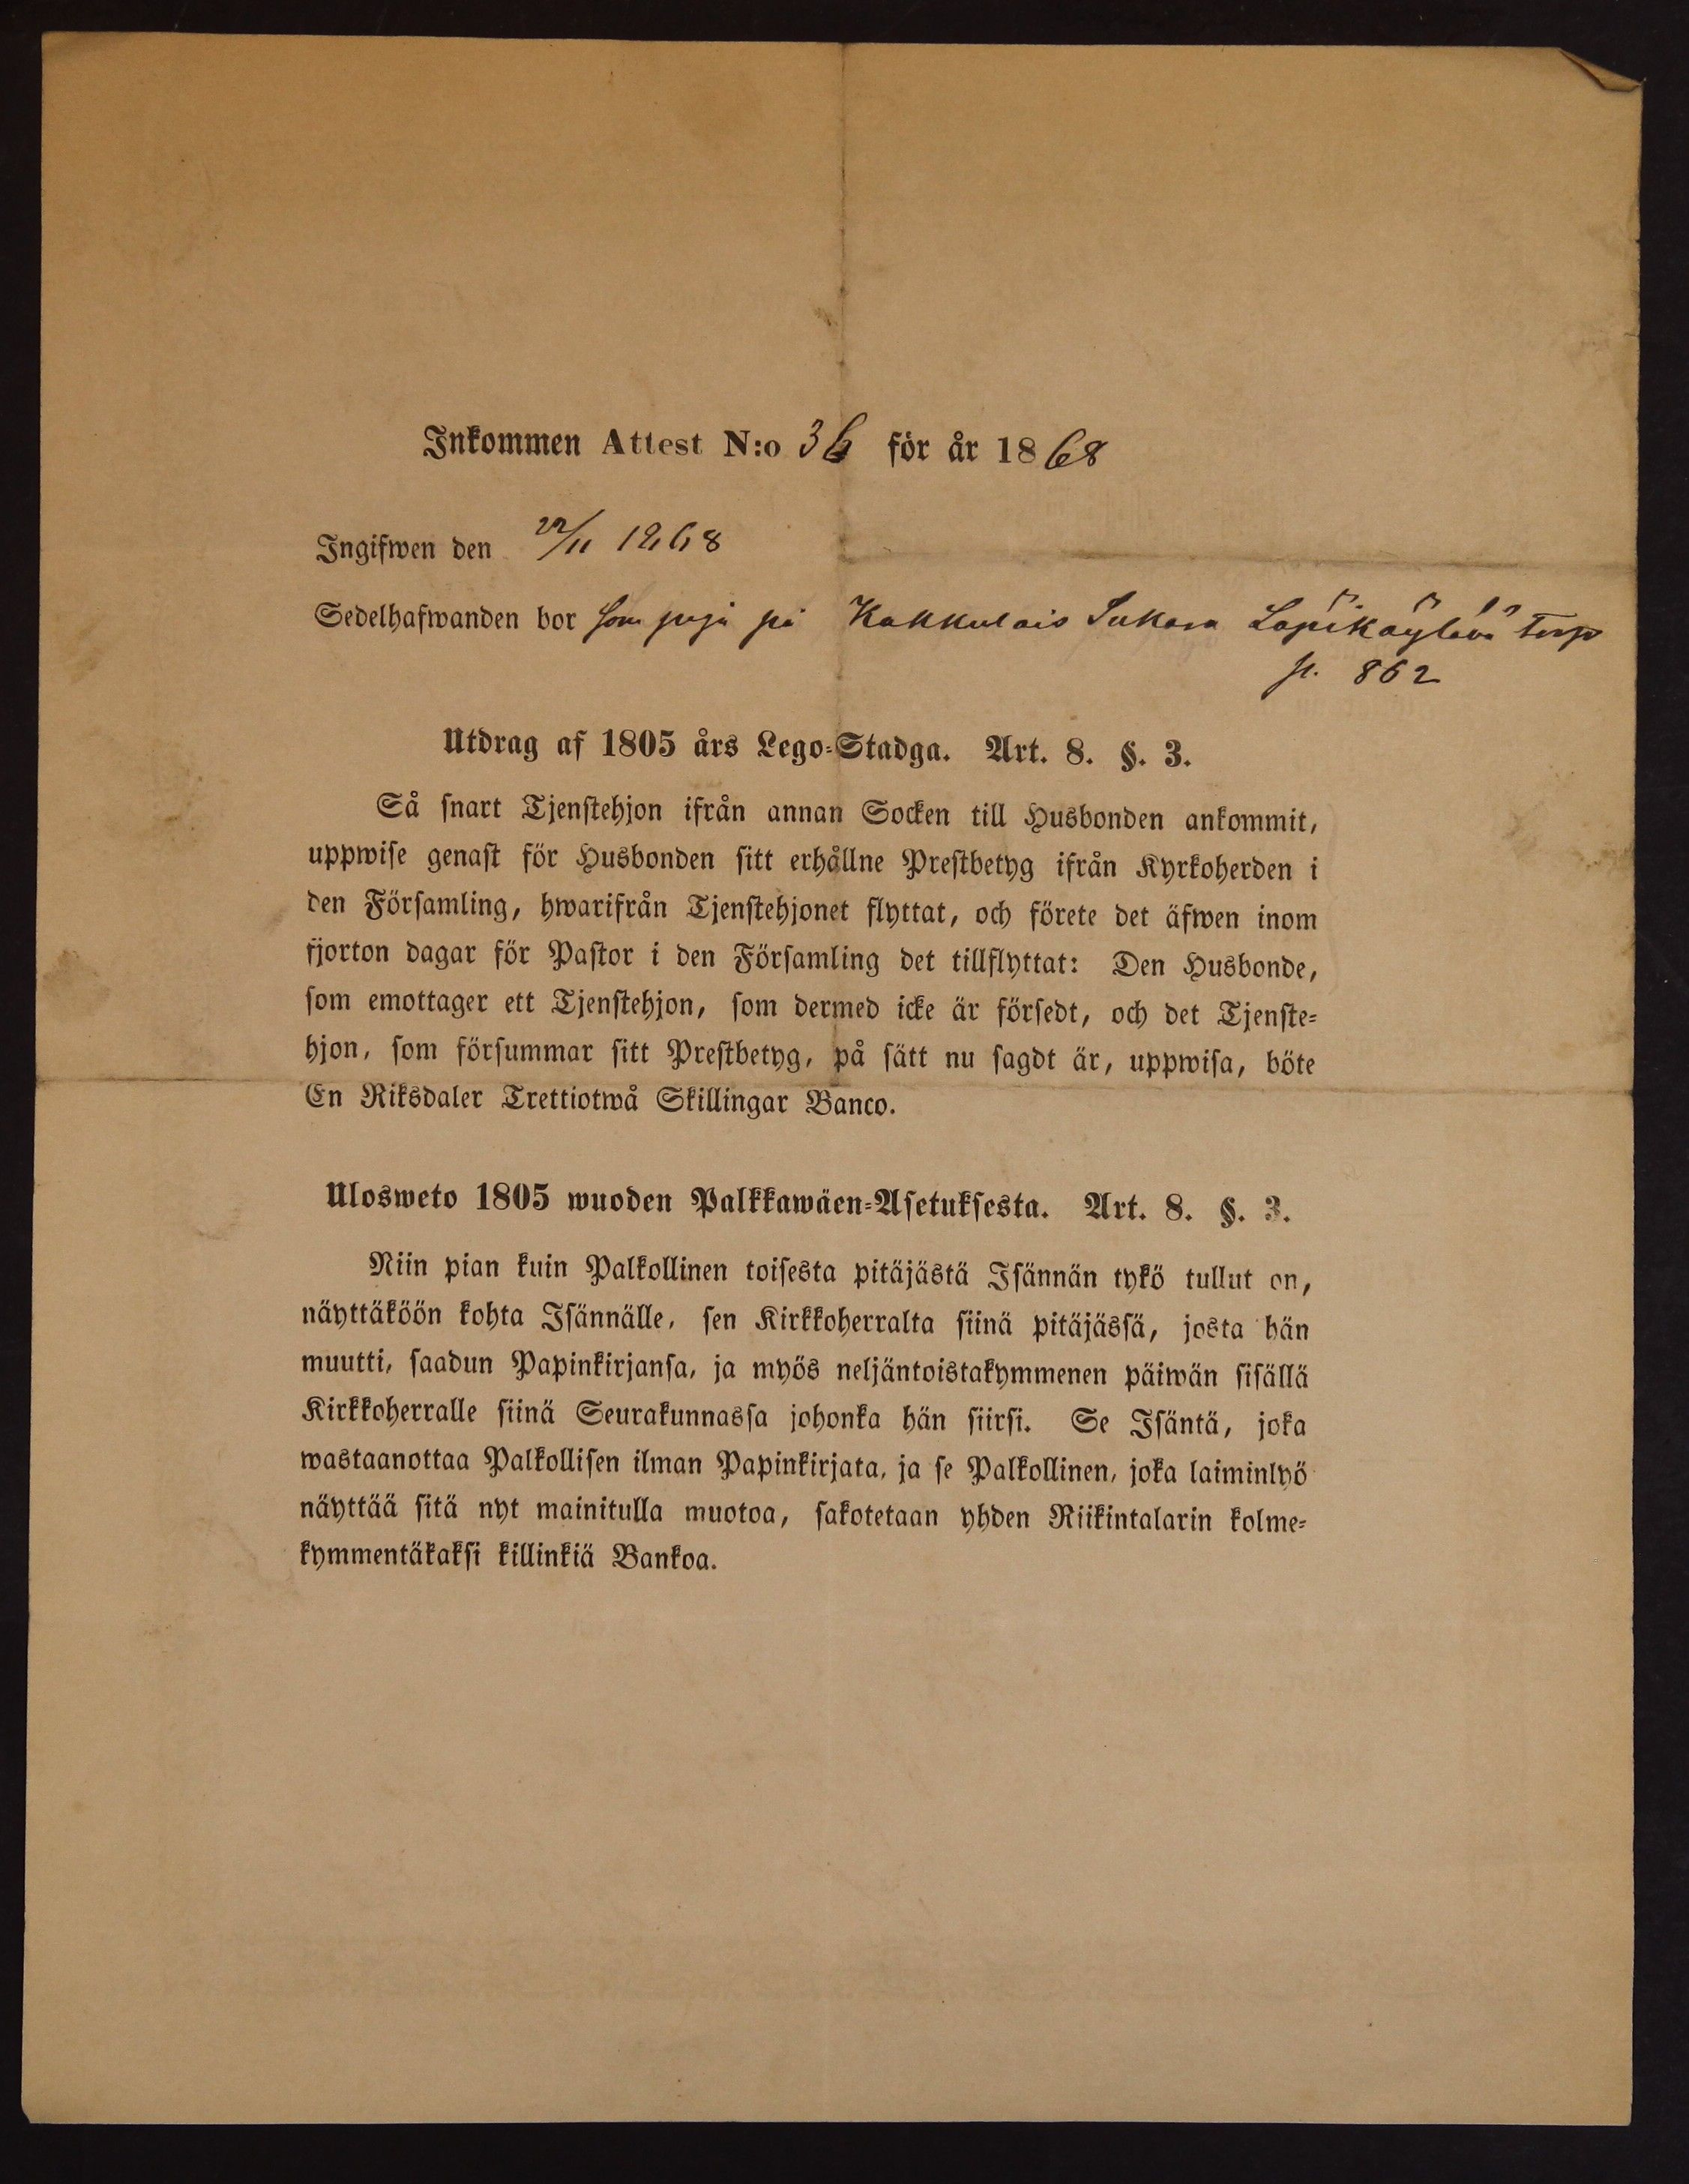 Inkommen Attest N:o 36 för år 1868
Ingifwen den 22/11 1868
Sedelhafwanden bor som piga på Kakkulais Sukara Läpikäytävä torp
p. 862
Utdrag af 1805 års Lego-Stadga. Art. 8. §. 3.
Så snart Tjenstehjon ifrån annan Socken till Husbonden ankommit,
uppwise genast för Husbonden sitt erhållne Prestbetyg ifrån Kyrkoherden i
den Församling, hwarifrån Tjenstehjonet flyttat, och förete det äfwen inom
fjorton dagar för Pastor i den Församling det tillflyttat: Den Husbonde,
som emottager ett Tjenstehjon, som dermed icke är försedt, och det Tjenste-
hjon, som försummar sitt Prestbetyg, på sätt nu sagdt är, uppwisa, böte
En Riksdaler Trettiotwå Skillingar Banco.
Ulosweto 1805 wuoden Palkkawäen-Asetuksesta. Art. 8. §. 3.
Niin pian kuin Palkollinen toisesta pitäjästä Isännän tykö tullut on,
näyttäköön kohta Isännälle, sen Kirkkoherralta siinä pitäjässä, josta hän
muutti, saadun Papinkirjansa, ja myös neljäntoistakymmenen päiwän sisällä
Kirkkoherralle siinä Seurakunnassa johonka hän siirsi. Se Isäntä, joka
wastaanottaa Palkollisen ilman Papinkirjata, ja se Palkollinen, joka laiminlyö
näyttää sitä nyt mainitulla muotoa, sakotetaan yhden Riikintalarin kolme-
kymmentäkaksi killinkiä Bankoa.